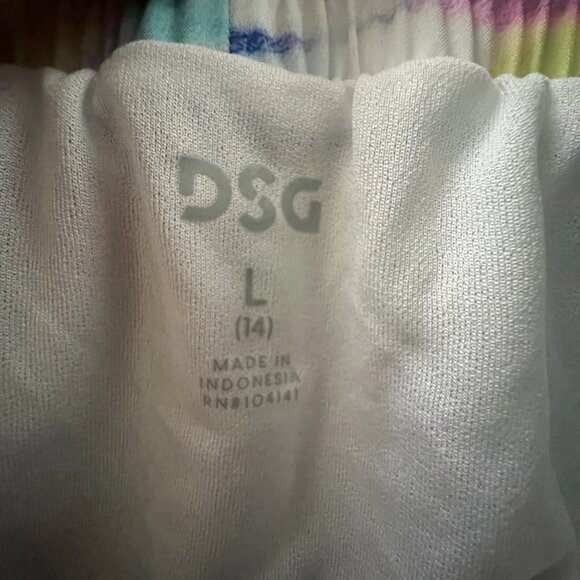 DSG
L
(14)
MADE IN
INDONESIA
RN#104141